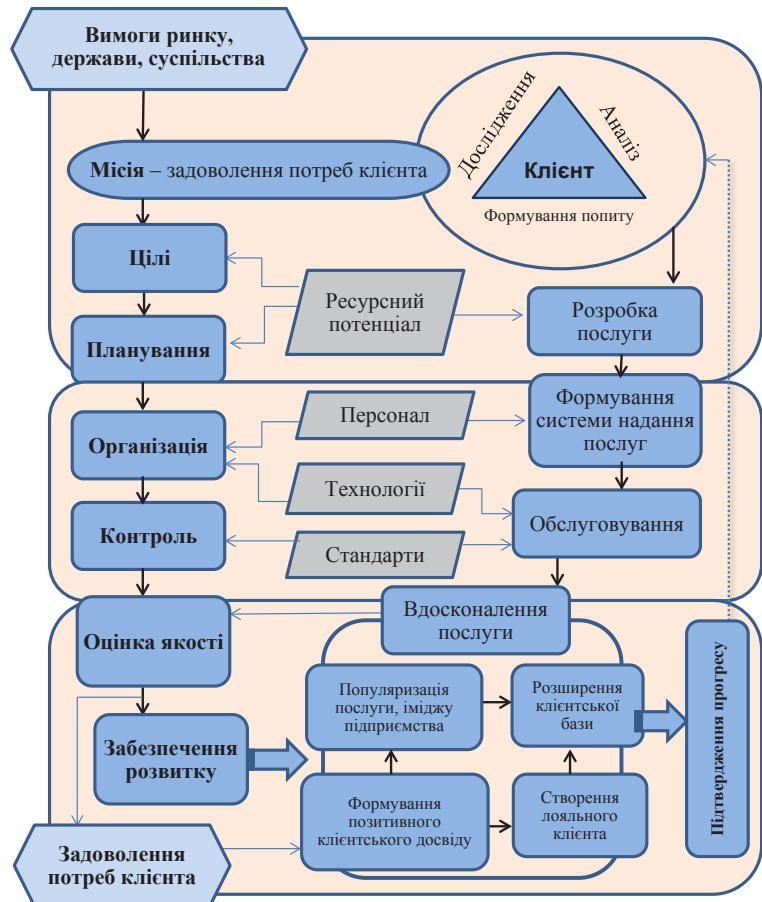 Вимоги ринку,
держави, суспільства
Дослідження
Аналіз
Клієнт
Формування попиту
Місія – задоволення потреб клієнта
Цілі
Ресурсний
потенціал
Розробка
послуги
Планування
Формування
системи надання
послуг
Персонал
Організація
Технології
Обслуговування
Контроль
Стандарти
Вдосконалення
послуги
Оцінка якості
Популяризація
послуги, іміджу
підприємства
Розширення
клієнтської
бази
Підтвердження прогресу
Забезпечення
розвитку
Формування
позитивного
клієнтського досвіду
Створення
лояльного
клієнта
Задоволення
потреб клієнта